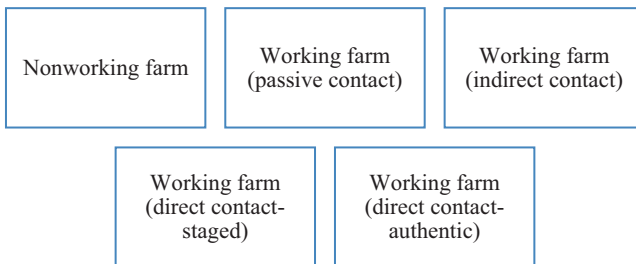 Nonworking farm
Working farm
(passive contact)
Working farm
(indirect contact)
Working farm
(direct contact-
staged)
Working farm
(direct contact-
authentic)